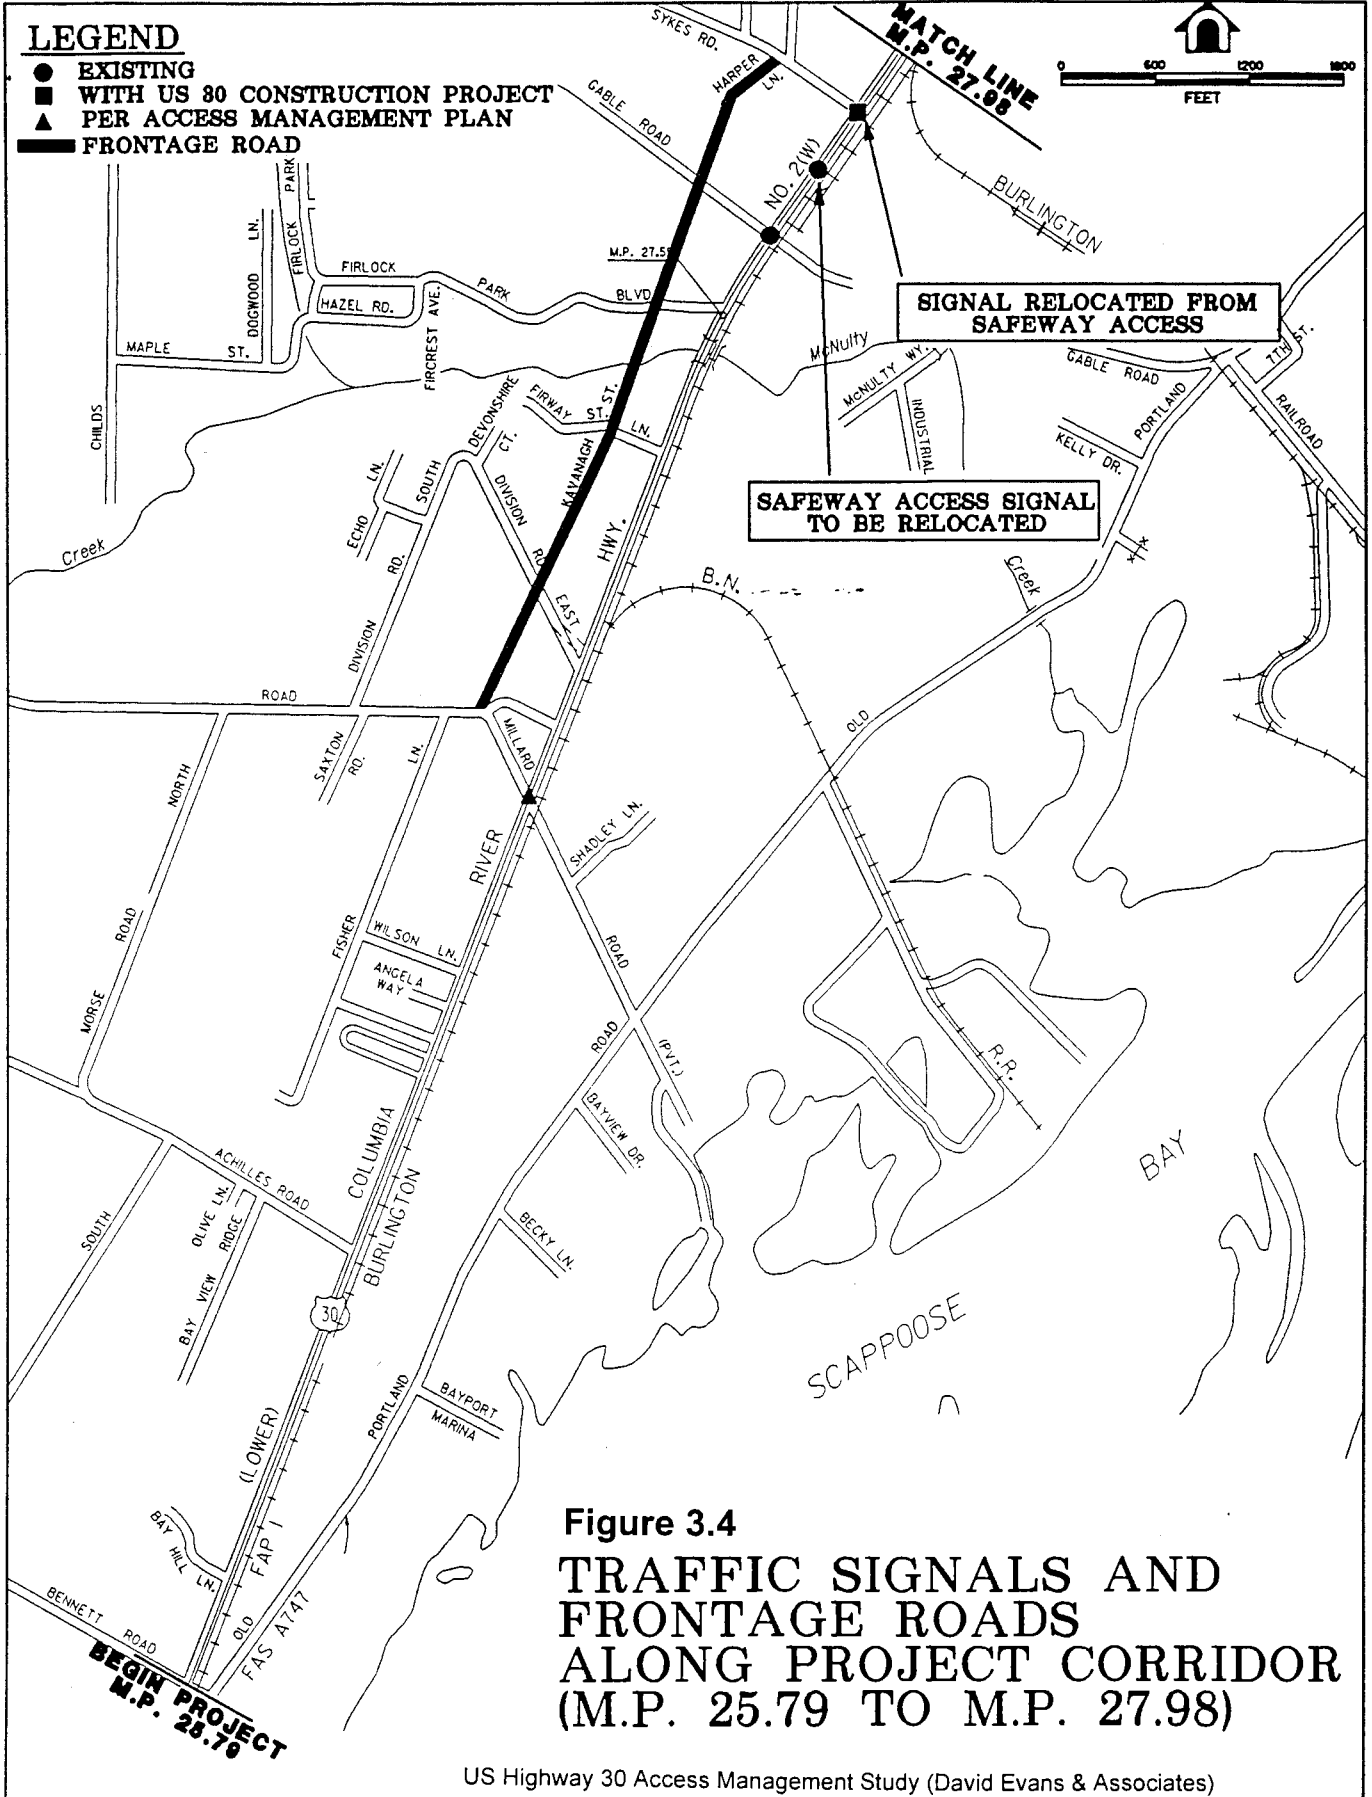 LEGEND
EXISTING
WITH US 30 CONSTRUCTION PROJECT
PER ACCESS MANAGEMENT PLAN
FRONTAGE ROAD
SYKES RD.
HARPER
LN.
MATCH LINE
M.P. 27.98
0 600 1200 1800
FEET
GABLE
ROAD
NO. 2(W)
BURLINGTON
PARK
FIRLOCK
DOGWOOD LN.
FIRLOCK
PARK
BLVD.
HAZEL RD.
FIRCREST AVE.
M.P. 27.5
MAPLE ST.
CHILDS
SIGNAL RELOCATED FROM
SAFEWAY ACCESS
McNulty
McNULTY WY.
INDUSTRIAL
GABLE ROAD
7TH ST.
PORTLAND
RAILROAD
KELLY DR.
FIRWAY
ST.
LN.
KAVANAGH
ST.
DEVONSHIRE
CT.
SOUTH
DIVISION
RD.
EAST
ECHO
LN.
DIVISION
RD.
HWY.
SAFEWAY ACCESS SIGNAL
TO BE RELOCATED
Creek
Creek
B.N.
ROAD
SAXTON
RD.
LN.
MILLARD
OLD
NORTH
RIVER
SHADLEY LN.
ROAD
FISHER
WILSON LN.
ANGELA
WAY
ROAD
MORSE
ROAD
(PVT.)
R.R.
BAYVIEW DR.
BAY
COLUMBIA
BURLINGTON
ACHILLES ROAD
OLIVE LN.
SOUTH
BAY VIEW RIDGE
BECKY LN.
30
SCAPPOOSE
PORTLAND
BAYPORT
MARINA
(LOWER)
FAP 1
BAY HILL LN.
OLD
FAS A747
BENNETT
ROAD
BEGIN PROJECT
M.P. 25.79
Figure 3.4
TRAFFIC SIGNALS AND
FRONTAGE ROADS
ALONG PROJECT CORRIDOR
(M.P. 25.79 TO M.P. 27.98)
US Highway 30 Access Management Study (David Evans & Associates)